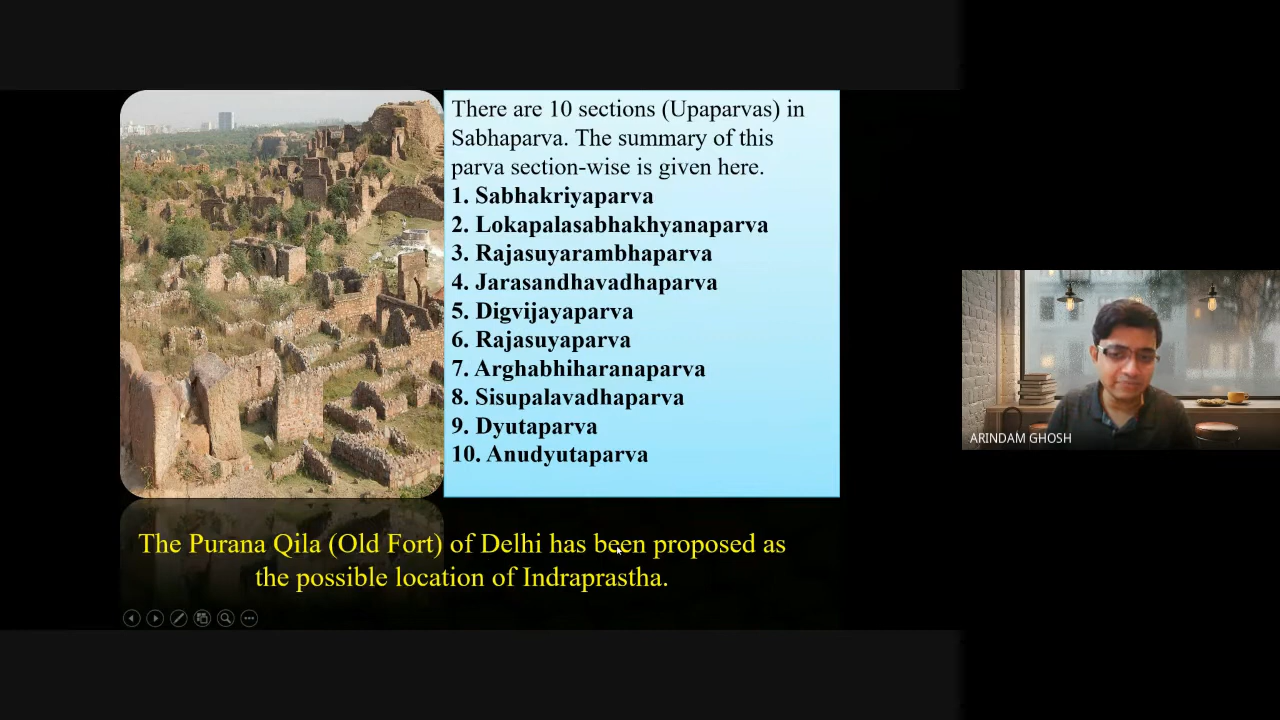 There are 10 sections (Upaparvas) in
Sabhaparva. The summary of this
parva section-wise is given here.
1. Sabhakriyaparva
2. Lokapalasabhakhyanaparva
3. Rajasuyarambhaparva
4. Jarasandhavadhaparva
5. Digvijayaparva
6. Rajasuyaparva
7. Arghabhiharanaparva
8. Sisupalavadhaparva
9. Dyutaparva
10. Anudyutaparva
The Purana Qila (Old Fort) of Delhi has been proposed as
the possible location of Indraprastha.
ARINDAM GHOSH